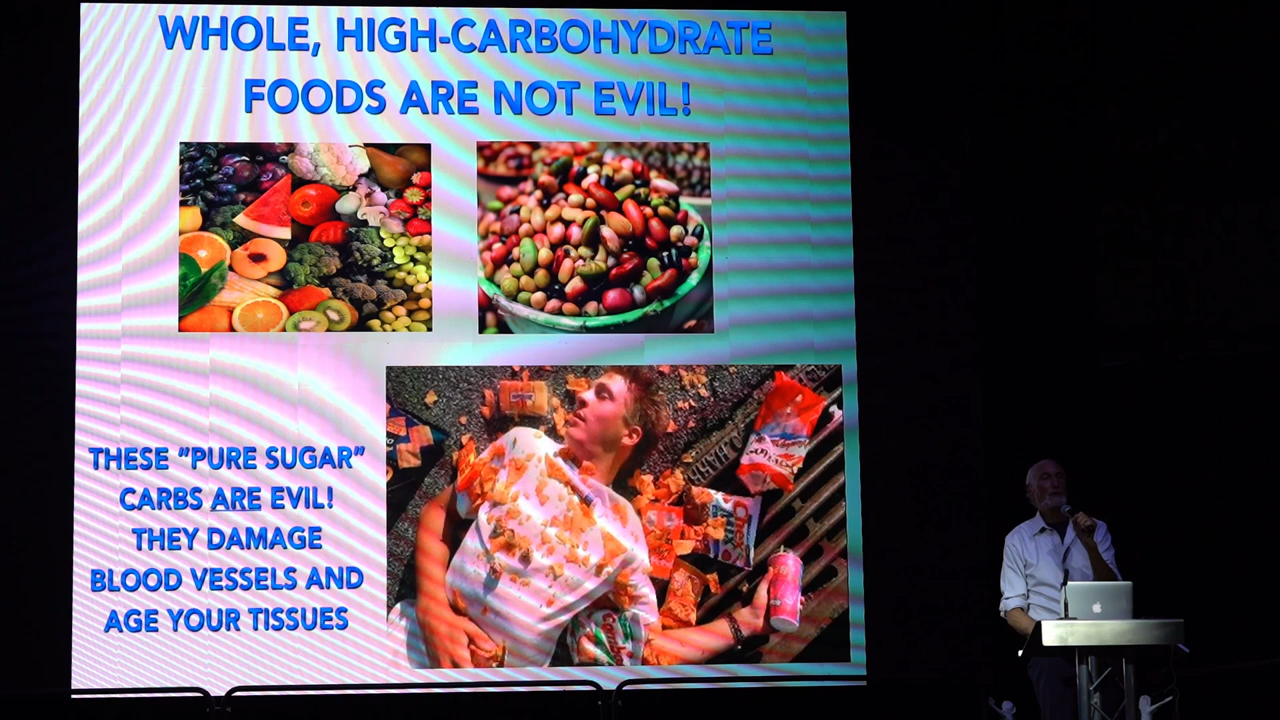 WHOLE, HIGH-CARBOHYDRATE
FOODS ARE NOT EVIL!
THESE "PURE SUGAR"
CARBS ARE EVIL!
THEY DAMAGE
BLOOD VESSELS AND
AGE YOUR TISSUES